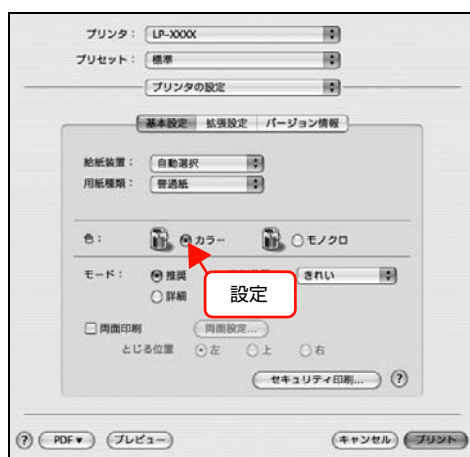 プリンタ： LP-XXXX
プリセット： 標準
プリンタの設定
基本設定 拡張設定 バージョン情報
給紙装置： 自動選択
用紙種類： 普通紙
色： カラー モノクロ
モード： 推奨 きれい
詳細
設定
両面印刷 両面設定...
とじる位置 左 上 右
セキュリティ印刷... ?
? PDF▼ プレビュー キャンセル プリント